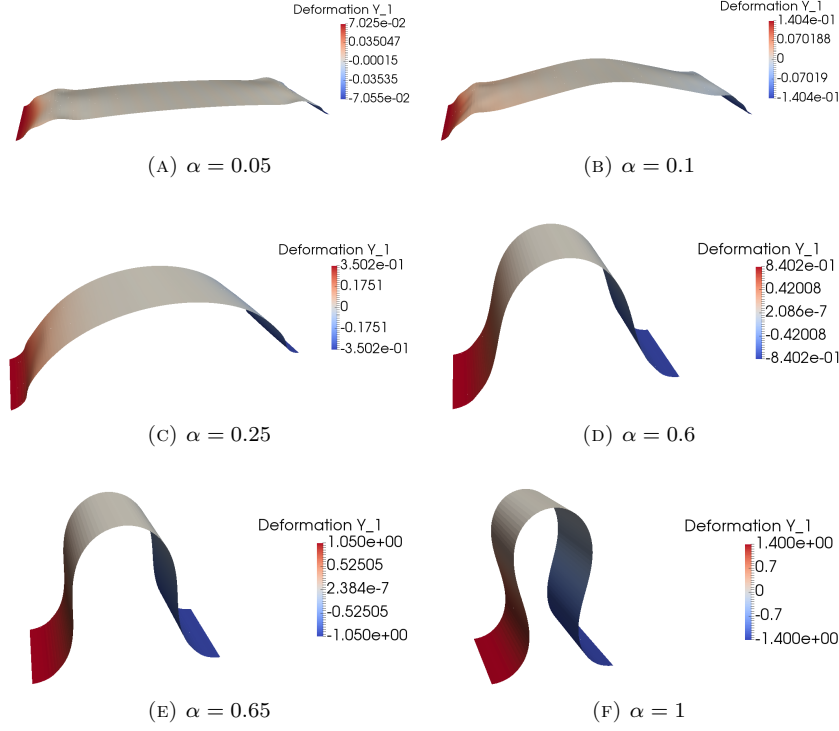 Deformation Y_1
7.025e-02
0.035047
-0.00015
-0.03535
-7.055e-02
(A) α = 0.05
Deformation Y_1
1.404e-01
0.070188
0
-0.07019
-1.404e-01
(B) α = 0.1
Deformation Y_1
3.502e-01
0.1751
0
-0.1751
-3.502e-01
(C) α = 0.25
Deformation Y_1
8.402e-01
0.42008
2.086e-7
-0.42008
-8.402e-01
(D) α = 0.6
Deformation Y_1
1.050e+00
0.52505
2.384e-7
-0.52505
-1.050e+00
(E) α = 0.65
Deformation Y_1
1.400e+00
0.7
0
-0.7
-1.400e+00
(F) α = 1